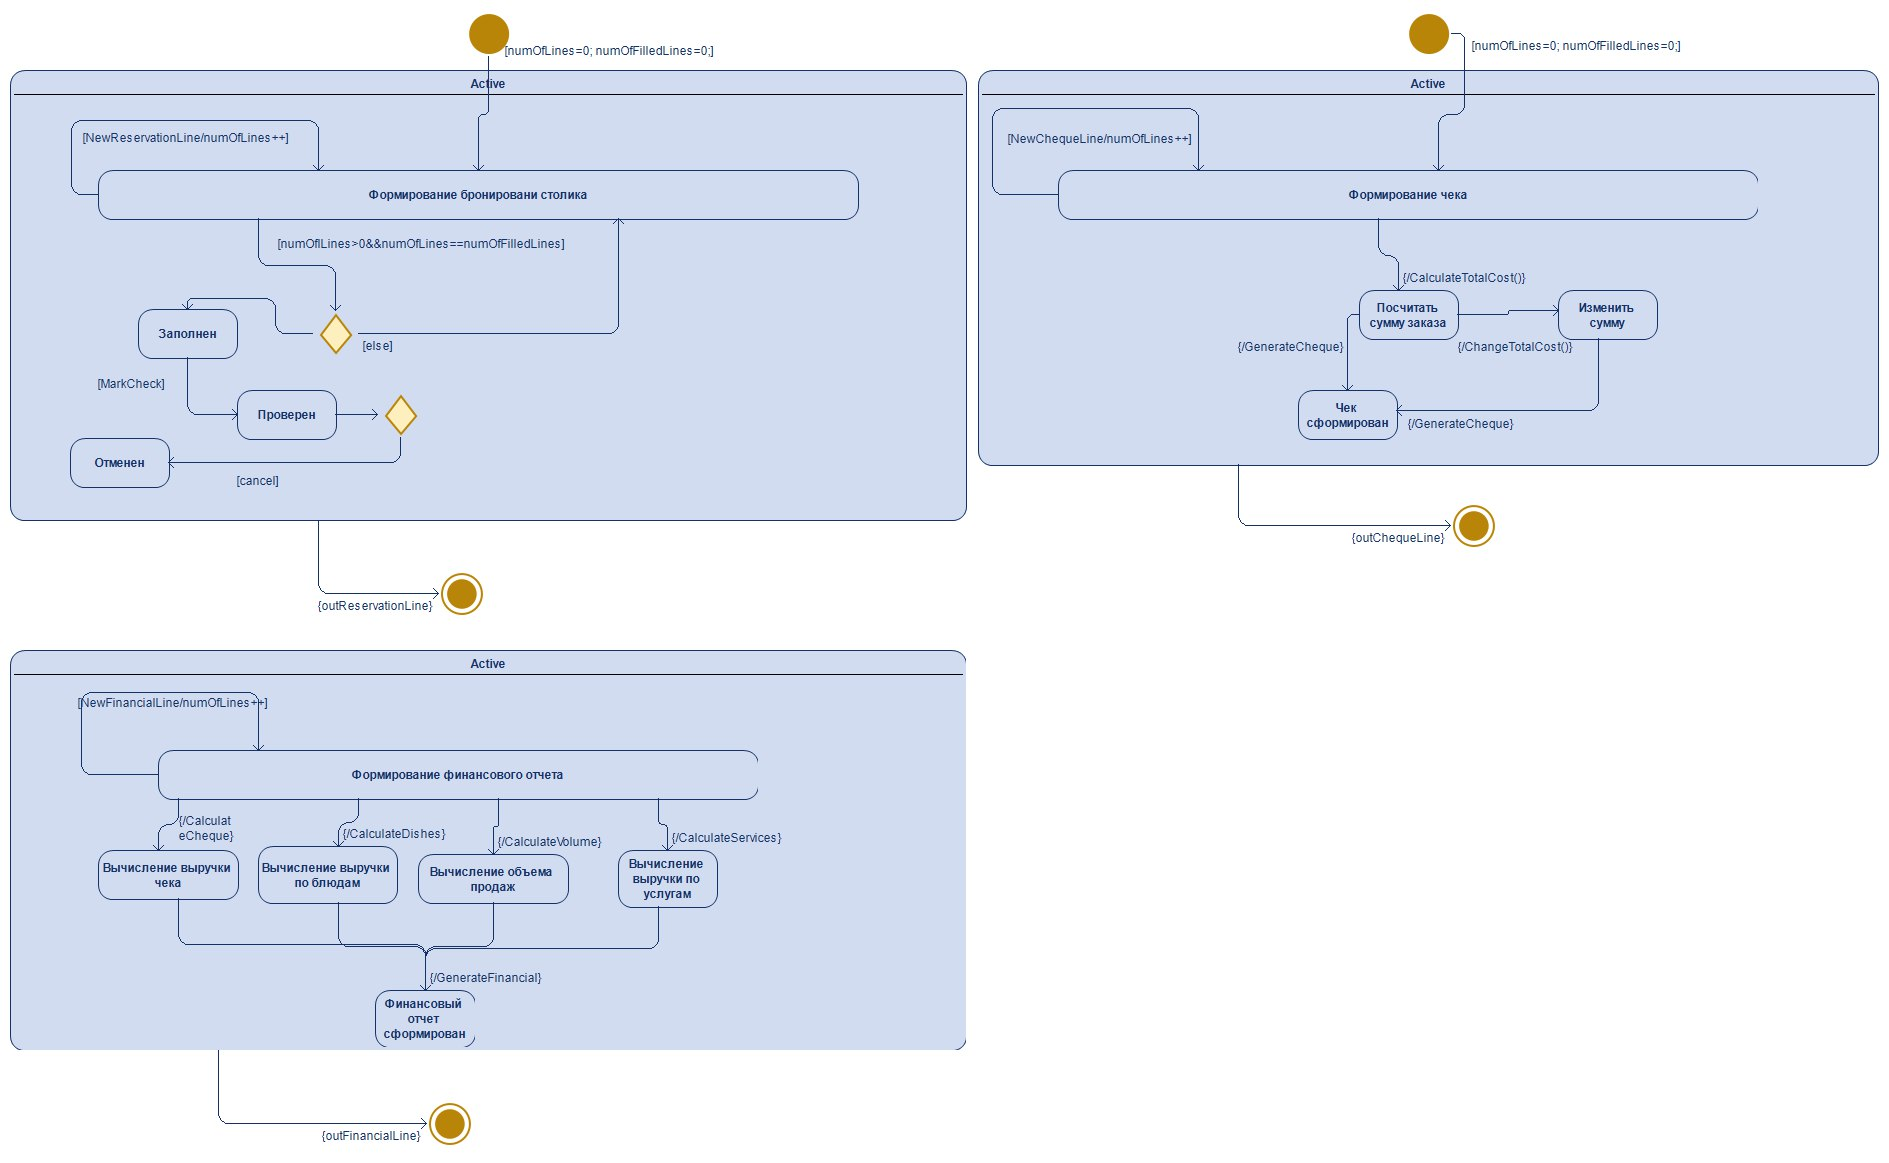 [numOfLines=0; numOfFilledLines=0;]
Active
[NewReservationLine/numOfLines++]
Формирование бронировани столика
[numOflLines>0&&numOfLines==numOfFilledLines]
Заполнен
[else]
[MarkCheck]
Проверен
Отменен
[cancel]
{outReservationLine}
[numOfLines=0; numOfFilledLines=0;]
Active
[NewChequeLine/numOfLines++]
Формирование чека
{/CalculateTotalCost()}
Посчитать
сумму заказа
Изменить
сумму
{/GenerateCheque}
{/ChangeTotalCost()}
Чек
сформирован
{/GenerateCheque}
{outChequeLine}
Active
[NewFinancialLine/numOfLines++]
Формирование финансового отчета
{/Calculat
eCheque}
{/CalculateDishes}
{/CalculateVolume}
{/CalculateServices}
Вычисление выручки
чека
Вычисление выручки
по блюдам
Вычисление объема
продаж
Вычисление
выручки по
услугам
{/GenerateFinancial}
Финансовый
отчет
сформирован
{outFinancialLine}